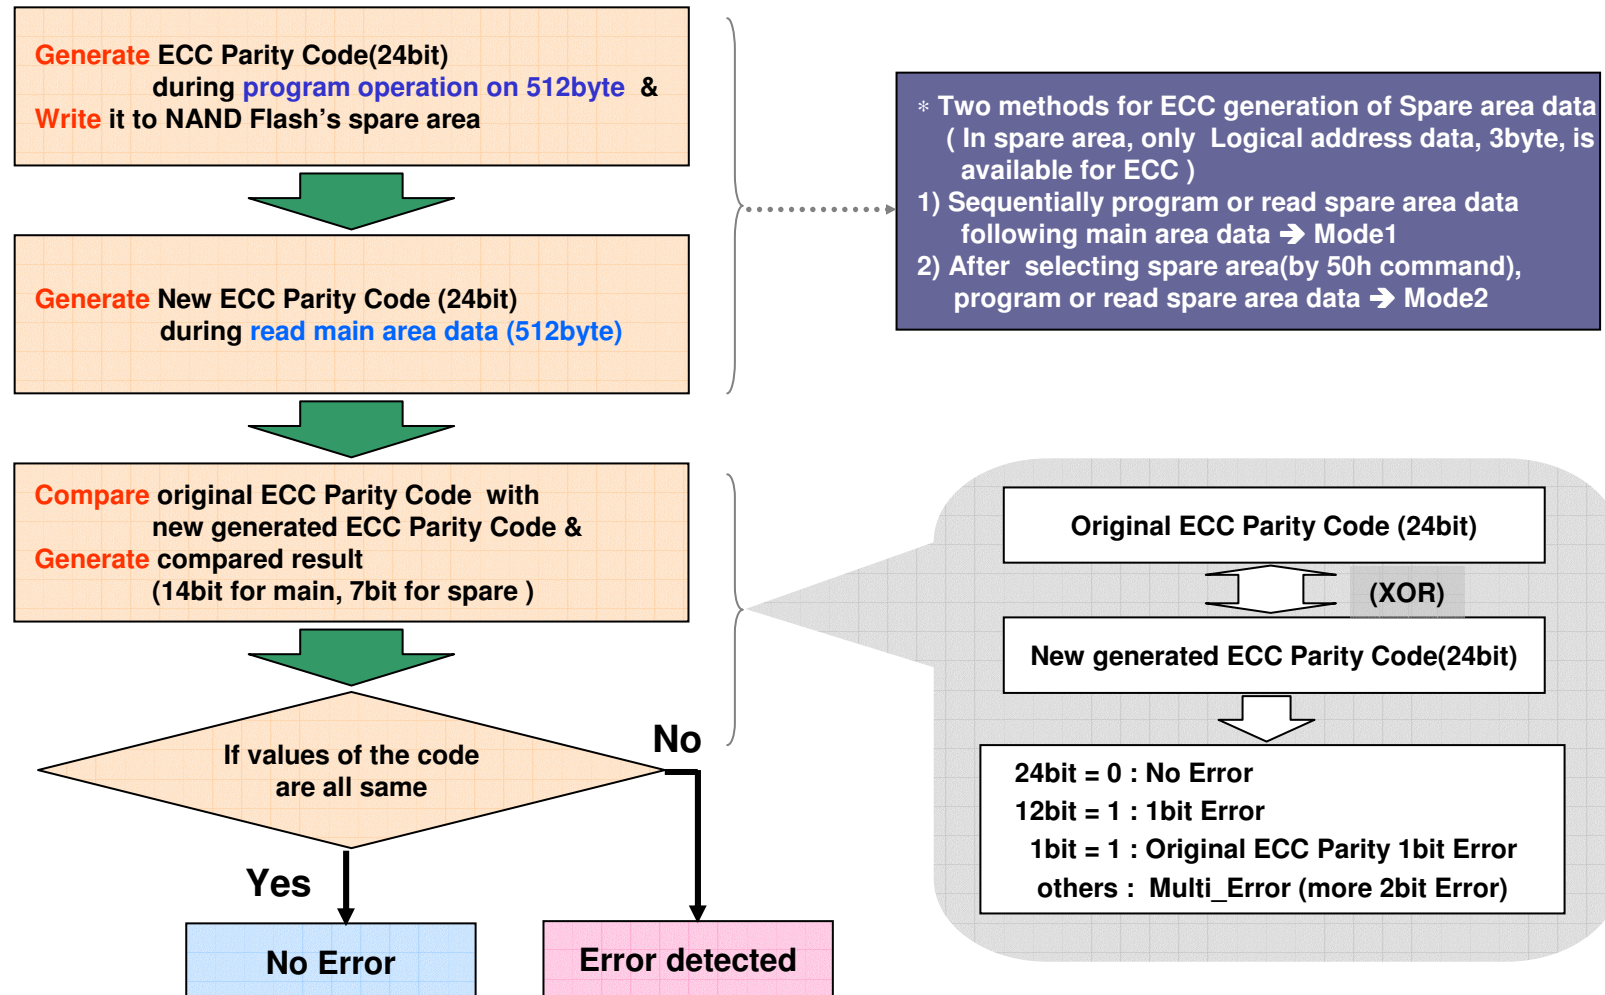 Generate ECC Parity Code(24bit)
during program operation on 512byte &
Write it to NAND Flash's spare area
Generate New ECC Parity Code (24bit)
during read main area data (512byte)
Compare original ECC Parity Code with
new generated ECC Parity Code &
Generate compared result
(14bit for main, 7bit for spare )
If values of the code
are all same
No
Yes
No Error
Error detected
* Two methods for ECC generation of Spare area data
( In spare area, only Logical address data, 3byte, is
available for ECC )
1) Sequentially program or read spare area data
following main area data ➔ Mode1
2) After selecting spare area(by 50h command),
program or read spare area data ➔ Mode2
Original ECC Parity Code (24bit)
(XOR)
New generated ECC Parity Code(24bit)
24bit = 0 : No Error
12bit = 1 : 1bit Error
1bit = 1 : Original ECC Parity 1bit Error
others : Multi_Error (more 2bit Error)